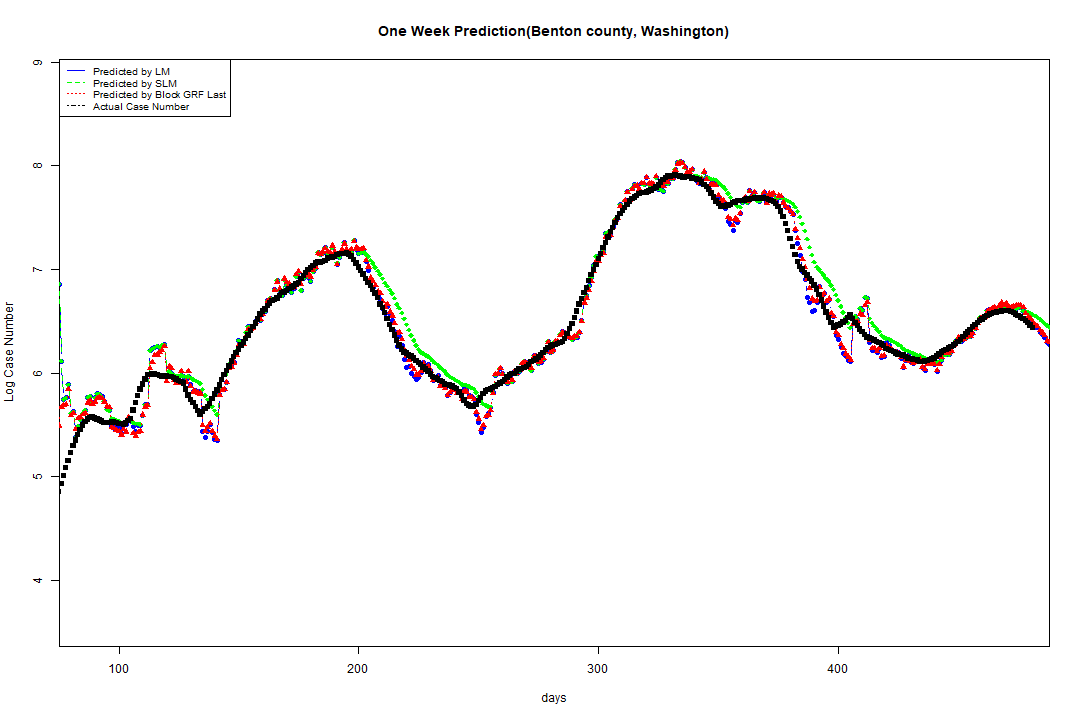 One Week Prediction(Benton county, Washington)
Predicted by LM
Predicted by SLM
Predicted by Block GRF Last
Actual Case Number
9
8
7
6
5
4
Log Case Number
100 200 300 400
days